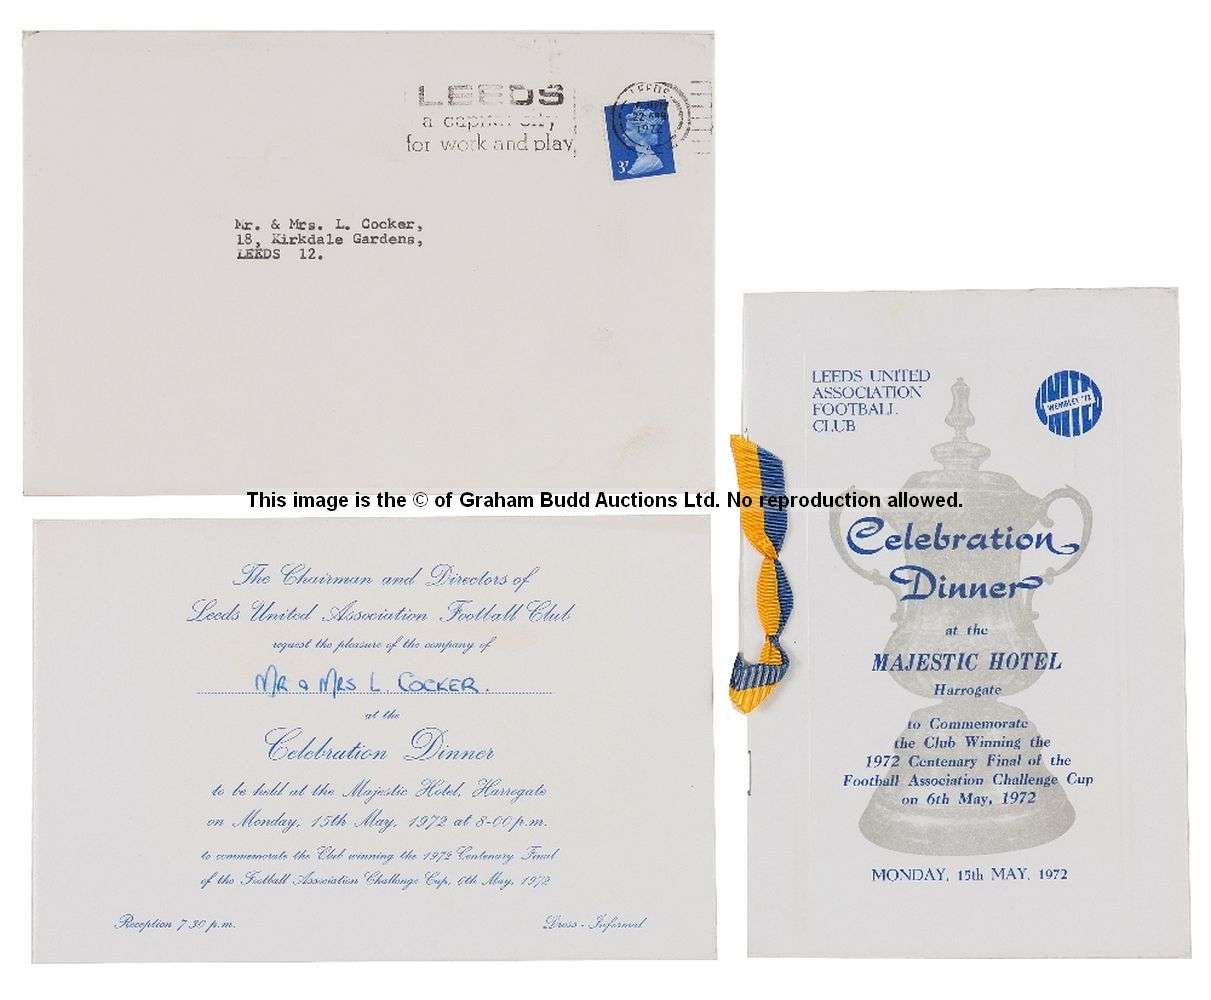 LEEDS
a capital city
for work and play
LEEDS
1972
3P
Mr. & Mrs. L. Cocker,
18, Kirkdale Gardens,
LEEDS 12.
This image is the © of Graham Budd Auctions Ltd. No reproduction allowed.
The Chairman and Directors of
Leeds United Association Football Club
request the pleasure of the company of
MR & MRS L. COCKER.
at the
Celebration Dinner
to be held at the Majestic Hotel, Harrogate
on Monday, 15th May, 1972 at 8-00 p.m.
to commemorate the Club winning the 1972 Centenary Final
of the Football Association Challenge Cup, 6th May, 1972
Reception 7-30 p.m.
Dress - Informal
LEEDS UNITED
ASSOCIATION
FOOTBALL
CLUB
UNITED
WEMBLEY '72
UNITED
Celebration
Dinner
at the
MAJESTIC HOTEL
Harrogate
to Commemorate
the Club Winning the
1972 Centenary Final of the
Football Association Challenge Cup
on 6th May, 1972
MONDAY, 15th MAY, 1972